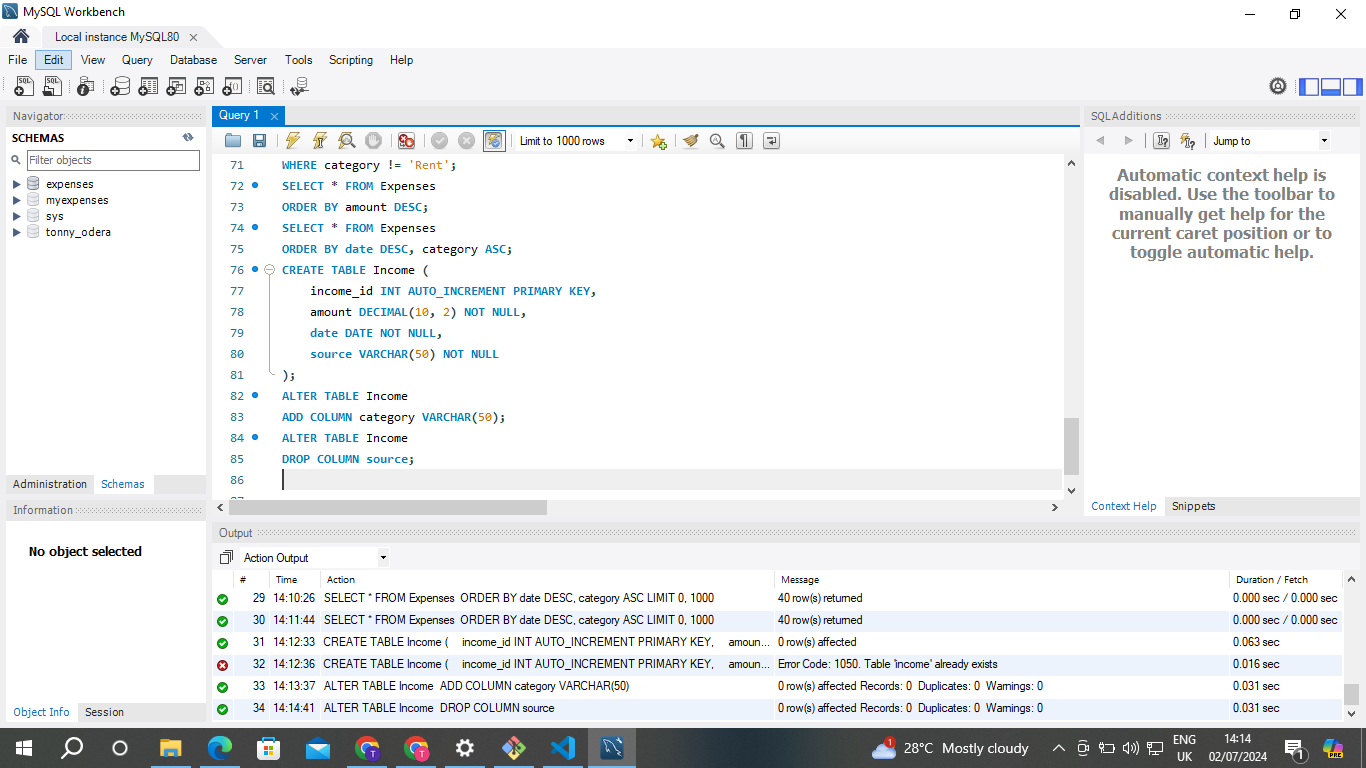 MySQL Workbench
Local instance MySQL80
File Edit View Query Database Server Tools Scripting Help
Navigator
SCHEMAS
Filter objects
expenses
myexpenses
sys
tonny_odera
Administration Schemas
Information
No object selected
Object Info Session
Query 1
Limit to 1000 rows
71 WHERE category != 'Rent';
72 SELECT * FROM Expenses
73 ORDER BY amount DESC;
74 SELECT * FROM Expenses
75 ORDER BY date DESC, category ASC;
76 CREATE TABLE Income (
77 income_id INT AUTO_INCREMENT PRIMARY KEY,
78 amount DECIMAL(10, 2) NOT NULL,
79 date DATE NOT NULL,
80 source VARCHAR(50) NOT NULL
81 );
82 ALTER TABLE Income
83 ADD COLUMN category VARCHAR(50);
84 ALTER TABLE Income
85 DROP COLUMN source;
86
SQLAdditions
Jump to
Automatic context help is
disabled. Use the toolbar to
manually get help for the
current caret position or to
toggle automatic help.
Context Help Snippets
Output
Action Output
# Time Action Message Duration / Fetch
29 14:10:26 SELECT * FROM Expenses ORDER BY date DESC, category ASC LIMIT 0, 1000 40 row(s) returned 0.000 sec / 0.000 sec
30 14:11:44 SELECT * FROM Expenses ORDER BY date DESC, category ASC LIMIT 0, 1000 40 row(s) returned 0.000 sec / 0.000 sec
31 14:12:33 CREATE TABLE Income ( income_id INT AUTO_INCREMENT PRIMARY KEY, amoun... 0 row(s) affected 0.063 sec
32 14:12:36 CREATE TABLE Income ( income_id INT AUTO_INCREMENT PRIMARY KEY, amoun... Error Code: 1050. Table 'income' already exists 0.016 sec
33 14:13:37 ALTER TABLE Income ADD COLUMN category VARCHAR(50) 0 row(s) affected Records: 0 Duplicates: 0 Warnings: 0 0.031 sec
34 14:14:41 ALTER TABLE Income DROP COLUMN source 0 row(s) affected Records: 0 Duplicates: 0 Warnings: 0 0.031 sec
28°C Mostly cloudy
ENG
UK
14:14
02/07/2024